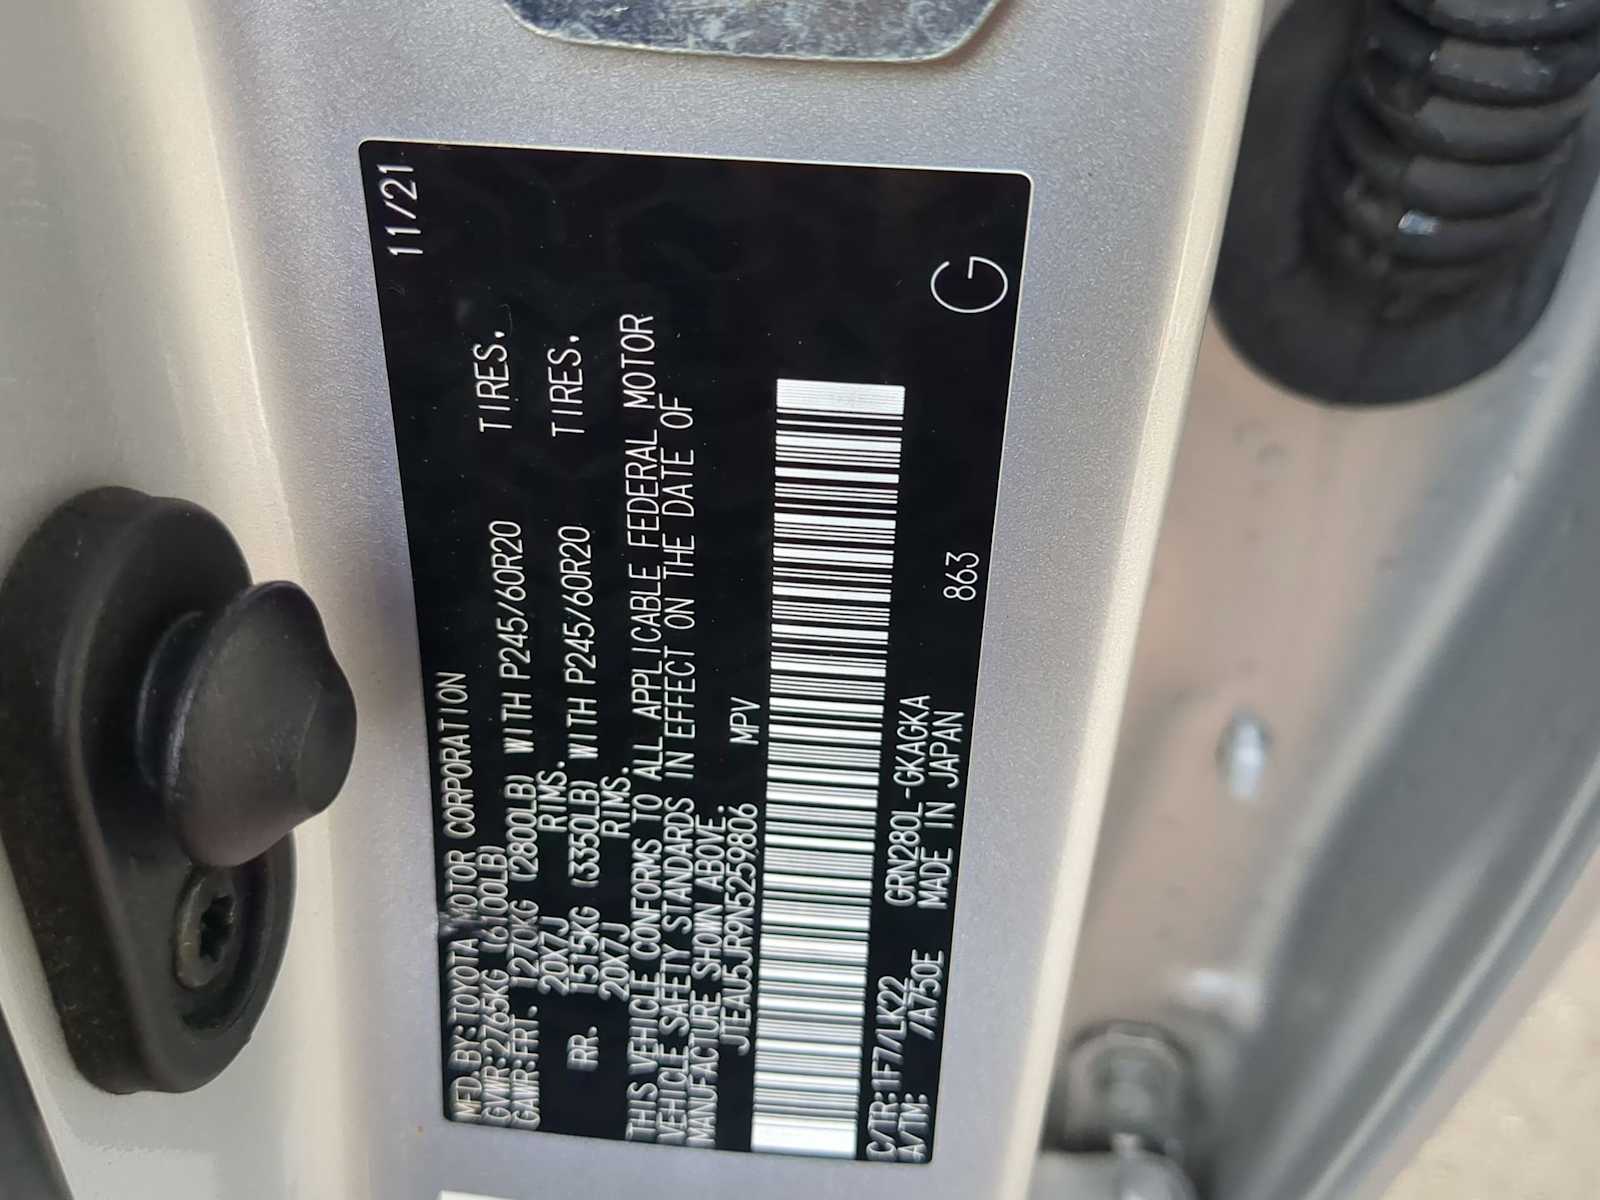 MFD BY:TOYOTA MOTOR CORPORATION 11/21
GVWR:2765KG (6100LB)
GAWR:FRT. 1270KG (2800LB) WITH P245/60R20 TIRES.
20X7J RIMS.
RR. 1515KG (3350LB) WITH P245/60R20 TIRES.
20X7J RIMS.
THIS VEHICLE CONFORMS TO ALL APPLICABLE FEDERAL MOTOR
VEHICLE SAFETY STANDARDS IN EFFECT ON THE DATE OF
MANUFACTURE SHOWN ABOVE.
JTEAU5JR9N5259806 MPV
C/TR:1F7/LK22 GRN280L-GKAGKA
A/TM: /A750E MADE IN JAPAN 863 G